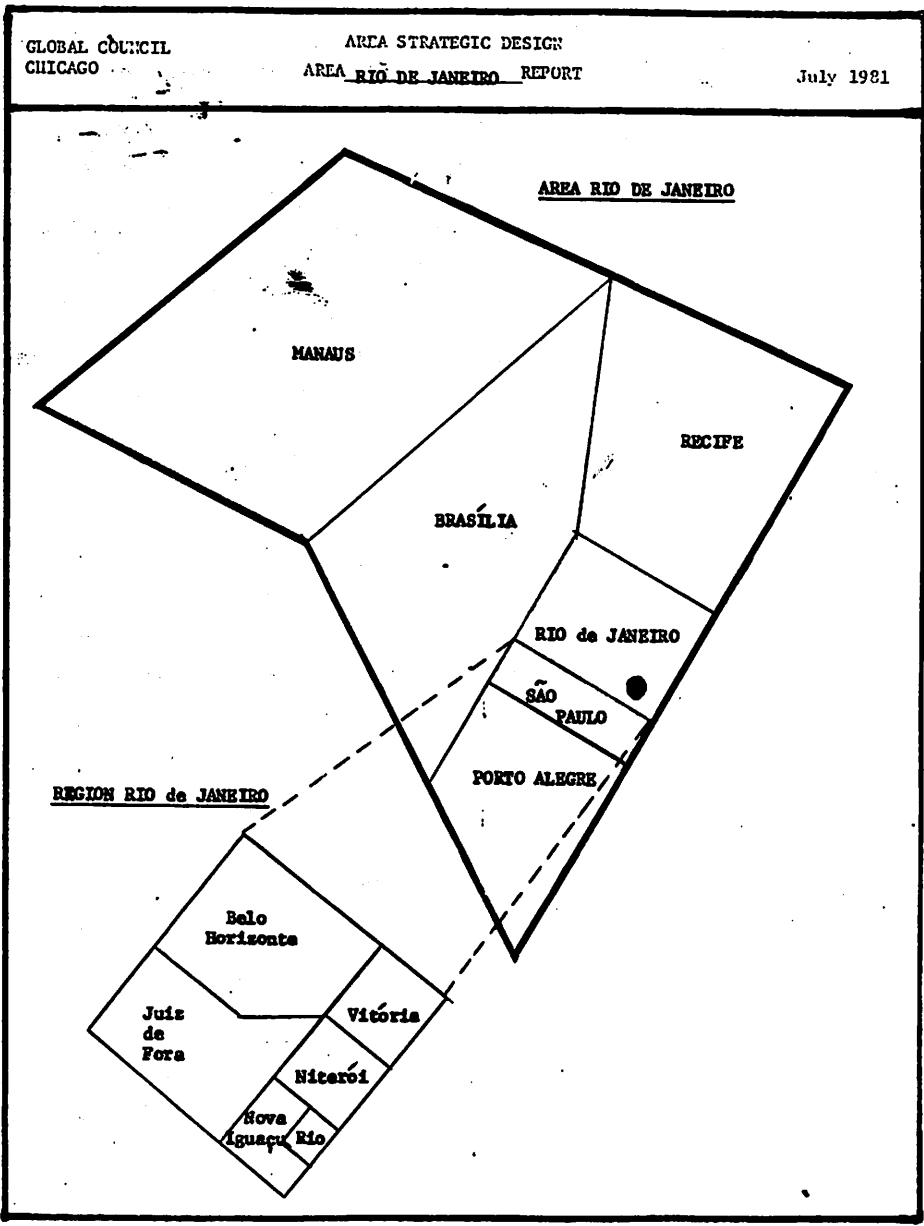 GLOBAL COUNCIL
CHICAGO
AREA STRATEGIC DESIGN
AREA RIO DE JANEIRO REPORT
July 1981
AREA RIO DE JANEIRO
MANAUS
RECIFE
BRASÍLIA
RIO de JANEIRO
SÃO
PAULO
PORTO ALEGRE
REGION RIO de JANEIRO
Belo
Horizonte
Juiz
de
Fora
Vitória
Niterói
Nova
Iguaçu
Rio